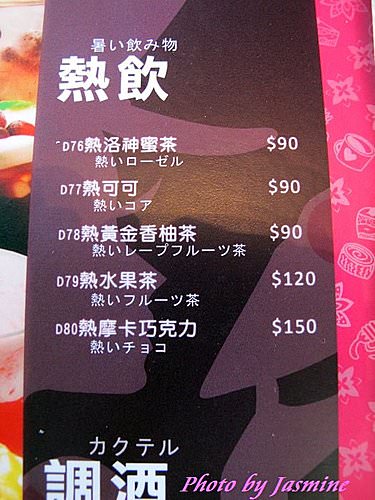 暑い飲み物
熱飲
D76熱洛神蜜茶 $90
熱いローゼル
D77熱可可 $90
熱いコア
D78熱黃金香柚茶 $90
熱いレープフルーツ茶
D79熱水果茶 $120
熱いフルーツ茶
D80熱摩卡巧克力 $150
熱いチョコ
カクテル
調酒
Photo by Jasmine